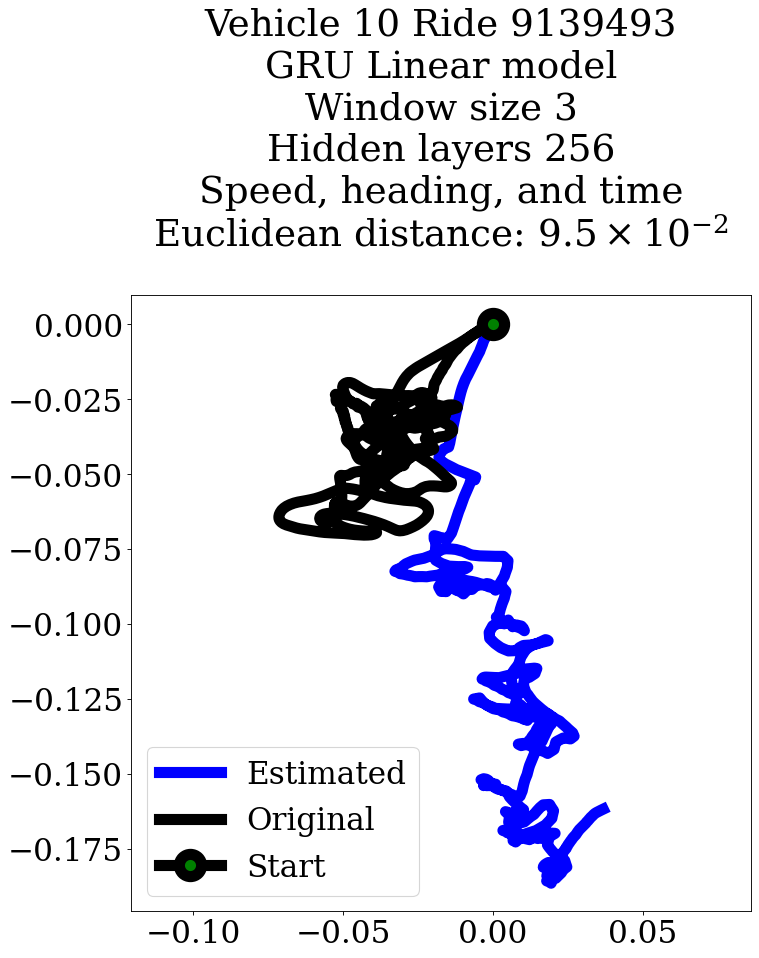 Vehicle 10 Ride 9139493
GRU Linear model
Window size 3
Hidden layers 256
Speed, heading, and time
Euclidean distance: 9.5 × 10⁻²
0.000
−0.025
−0.050
−0.075
−0.100
−0.125
−0.150
−0.175
Estimated
Original
Start
−0.10 −0.05 0.00 0.05